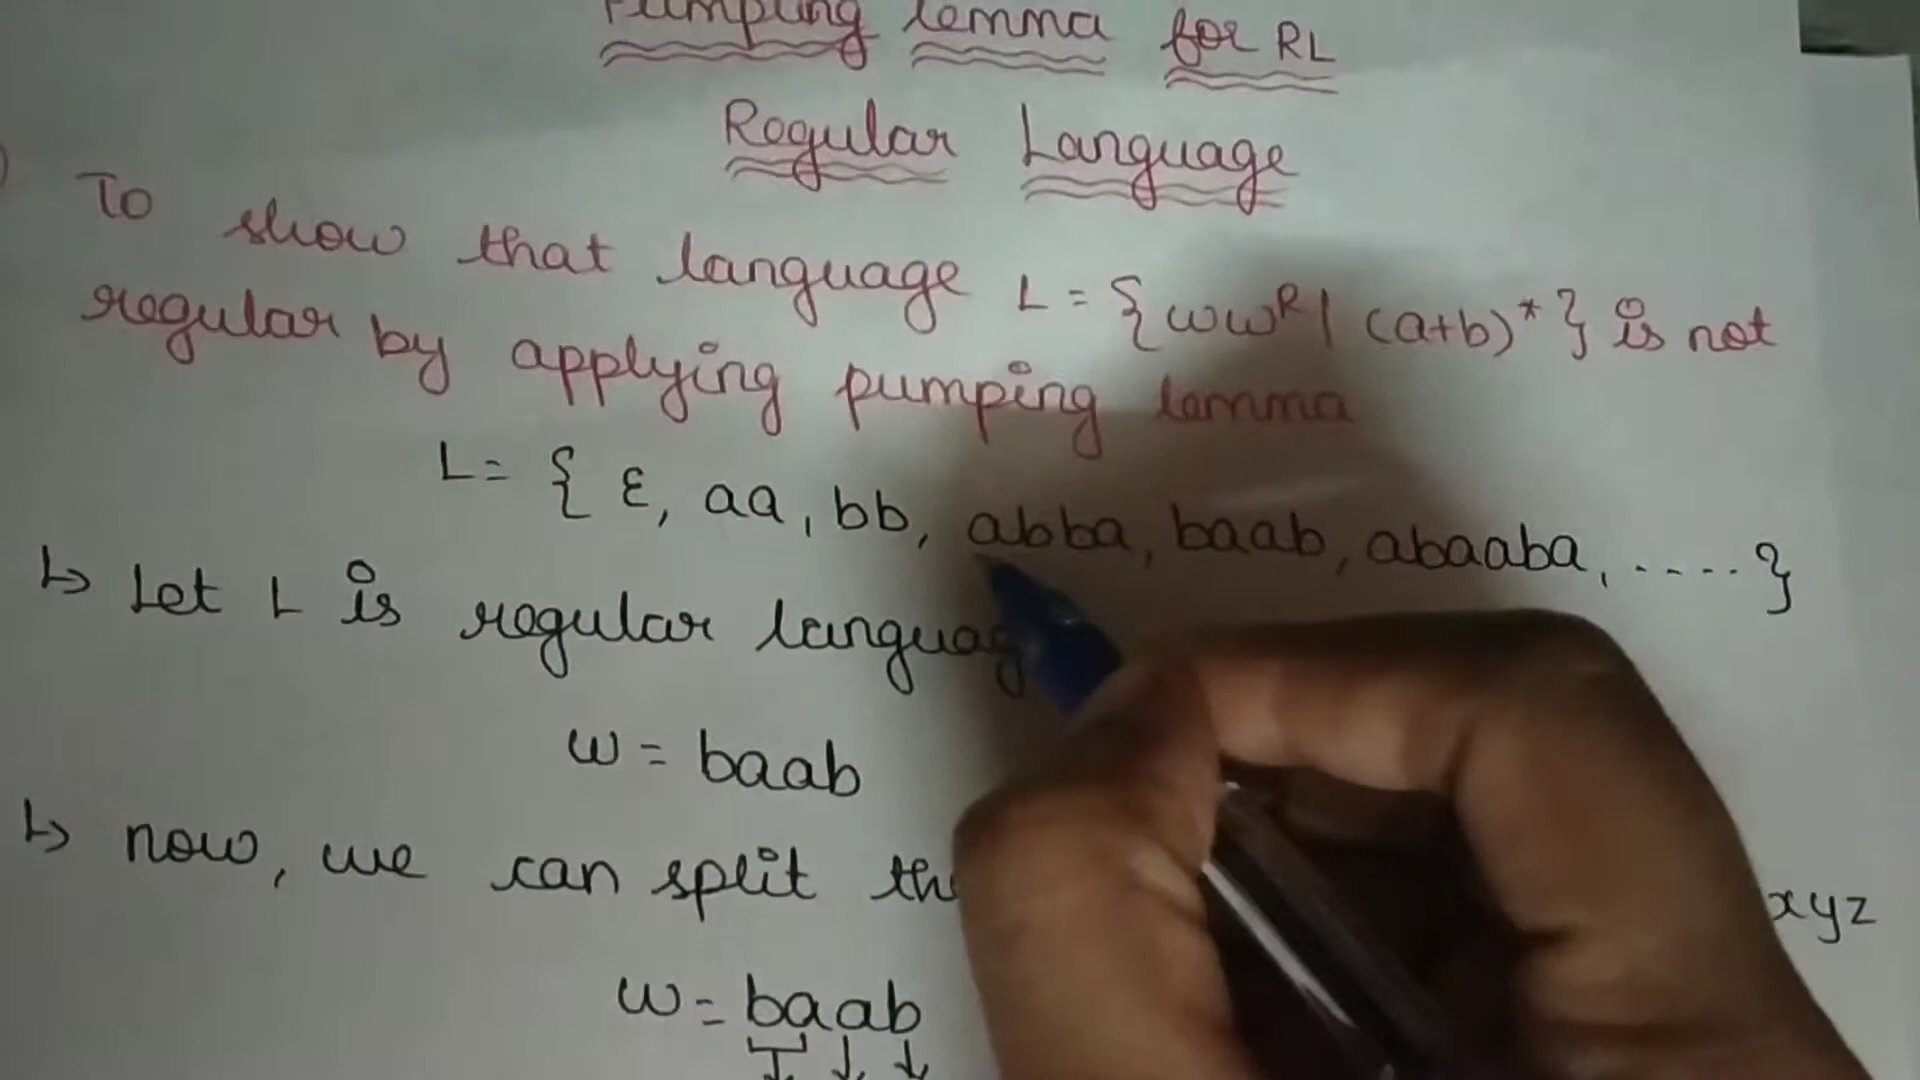 Pumping lemma for RL
Regular Language
To show that language L = {ww^R | (a+b)*} is not
regular by applying pumping lemma
L = { ε, aa, bb, abba, baab, abaaba, ....}
↳ Let L is regular languag
w = baab
↳ now, we can split th xyz
w = baab